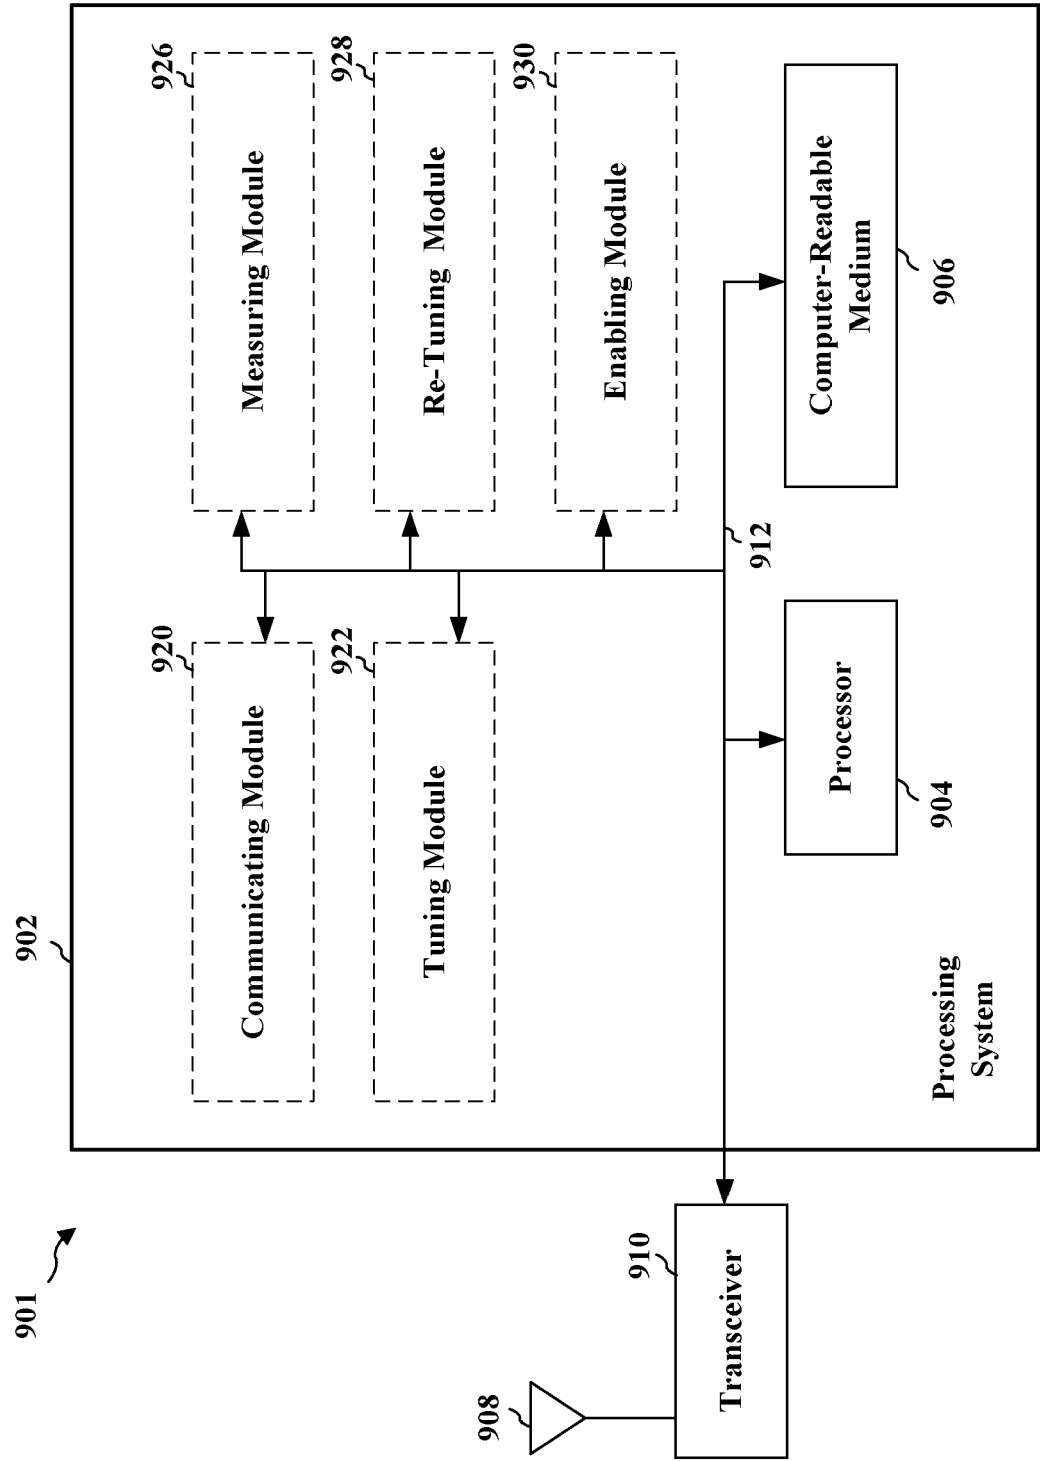 901
902
920
Communicating Module
926
Measuring Module
922
Tuning Module
928
Re-Tuning Module
930
Enabling Module
908
910
Transceiver
912
Processor
904
Computer-Readable
Medium
906
Processing
System